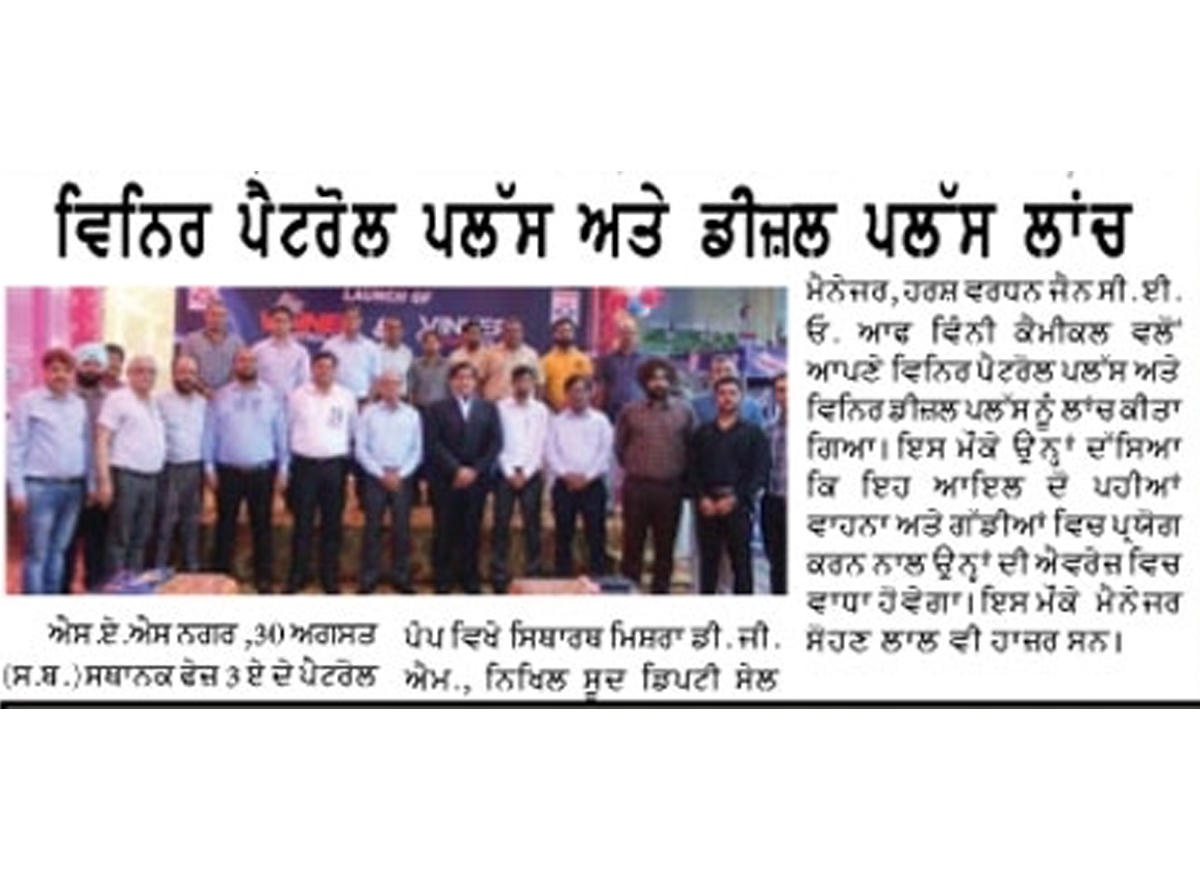 ਵਿਨਿਰ ਪੈਟਰੋਲ ਪਲੱਸ ਅਤੇ ਡੀਜ਼ਲ ਪਲੱਸ ਲਾਂਚ
LAUNCH OF
&
ਐਸ.ਏ.ਐਸ ਨਗਰ ,30 ਅਗਸਤ
(ਸ.ਬ.) ਸਥਾਨਕ ਫੇਜ਼ 3 ਏ ਦੇ ਪੈਟਰੋਲ
ਪੰਪ ਵਿਖੇ ਸਿਥਾਰਥ ਮਿਸ਼ਰਾ ਡੀ.ਜੀ.
ਐਮ., ਨਿਖਿਲ ਸੂਦ ਡਿਪਟੀ ਸੇਲ
ਮੈਨੇਜਰ,ਹਰਸ਼ ਵਰਧਨ ਜੈਨ ਸੀ.ਈ.
ਓ. ਆਫ ਵਿੰਨੀ ਕੈਮੀਕਲ ਵਲੋਂ
ਆਪਣੇ ਵਿਨਿਰ ਪੈਟਰੋਲ ਪਲੱਸ ਅਤੇ
ਵਿਨਿਰ ਡੀਜ਼ਲ ਪਲੱਸ ਨੂੰ ਲਾਂਚ ਕੀਤਾ
ਗਿਆ। ਇਸ ਮੌਕੇ ਉਨ੍ਹਾਂ ਦੱਸਿਆ
ਕਿ ਇਹ ਆਇਲ ਦੋ ਪਹੀਆਂ
ਵਾਹਨਾ ਅਤੇ ਗੱਡੀਆਂ ਵਿਚ ਪ੍ਰਯੋਗ
ਕਰਨ ਨਾਲ ਉਨ੍ਹਾਂ ਦੀ ਐਵਰੇਜ਼ ਵਿਚ
ਵਾਧਾ ਹੋਵੇਗਾ।ਇਸ ਮੌਕੇ ਮੈਨੇਜਰ
ਸੋਹਣ ਲਾਲ ਵੀ ਹਾਜ਼ਰ ਸਨ।